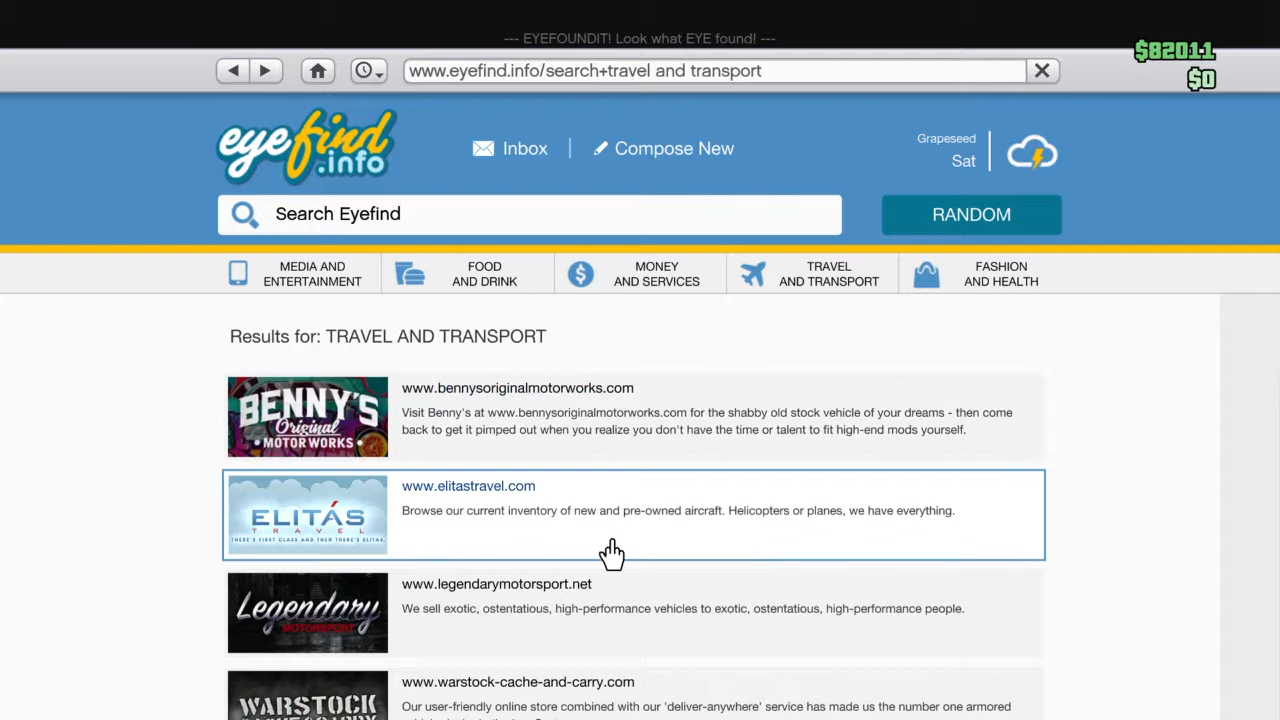 --- EYEFOUNDIT! Look what EYE found! ---
$82011
$0
www.eyefind.info/search+travel and transport
eyefind
.info
Inbox
Compose New
Grapeseed
Sat
Search Eyefind
RANDOM
MEDIA AND
ENTERTAINMENT
FOOD
AND DRINK
MONEY
AND SERVICES
TRAVEL
AND TRANSPORT
FASHION
AND HEALTH
Results for: TRAVEL AND TRANSPORT
BENNY'S
Original
MOTOR WORKS
www.bennysoriginalmotorworks.com
Visit Benny's at www.bennysoriginalmotorworks.com for the shabby old stock vehicle of your dreams - then come
back to get it pimped out when you realize you don't have the time or talent to fit high-end mods yourself.
ELITÁS
TRAVEL
THERE'S FIRST CLASS AND THEN THERE'S ELITAS
www.elitastravel.com
Browse our current inventory of new and pre-owned aircraft. Helicopters or planes, we have everything.
Legendary
MOTORSPORT
www.legendarymotorsport.net
We sell exotic, ostentatious, high-performance vehicles to exotic, ostentatious, high-performance people.
WARSTOCK
www.warstock-cache-and-carry.com
Our user-friendly online store combined with our 'deliver-anywhere' service has made us the number one armored